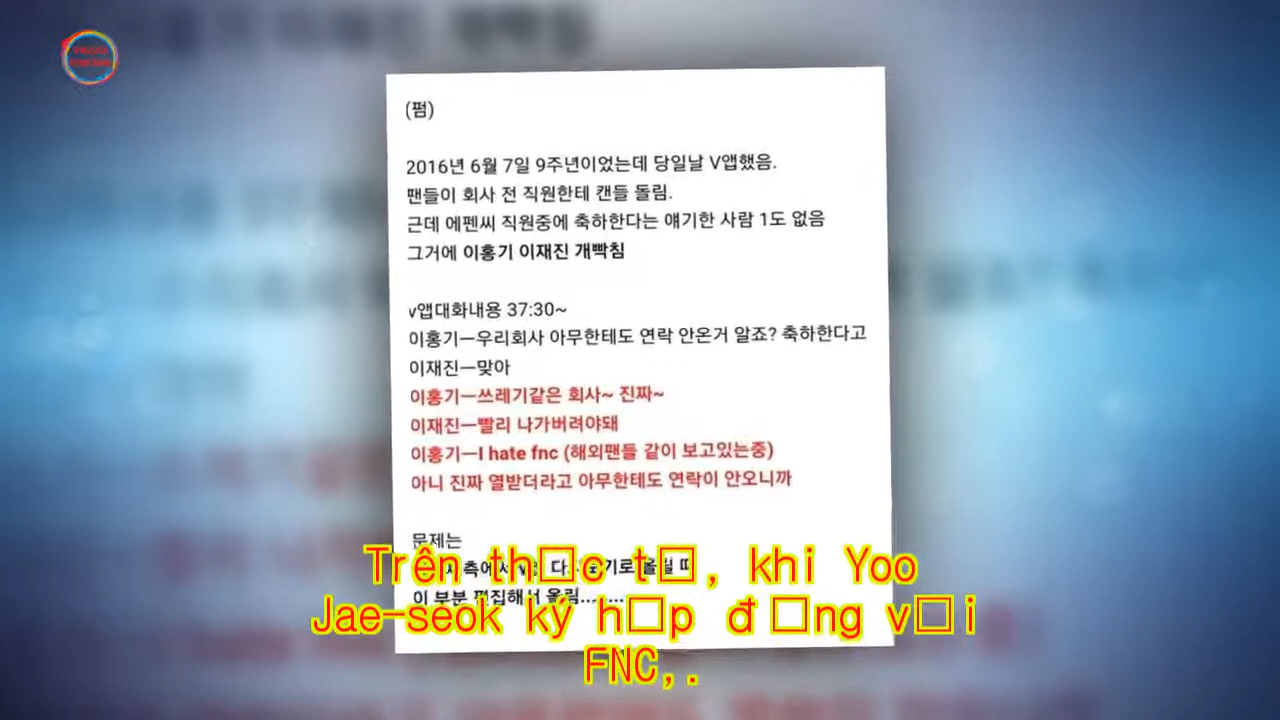 (펌)
2016년 6월 7일 9주년이었는데 당일날 V앱했음.
팬들이 회사 전 직원한테 캔들 돌림.
근데 에펜씨 직원중에 축하한다는 얘기한 사람 1도 없음
그거에 이홍기 이재진 개빡침
v앱대화내용 37:30~
이홍기ㅡ우리회사 아무한테도 연락 안온거 알죠? 축하한다고
이재진ㅡ맞아
이홍기ㅡ쓰레기같은 회사~ 진짜~
이재진ㅡ빨리 나가버려야돼
이홍기ㅡI hate fnc (해외팬들 같이 보고있는중)
아니 진짜 열받더라고 아무한테도 연락이 안오니까
문제는
이 부분 편집해서 올림.......
Trên th□c t□, khi Yoo
Jae-seok ký h□p đ□ng v□i
FNC,.